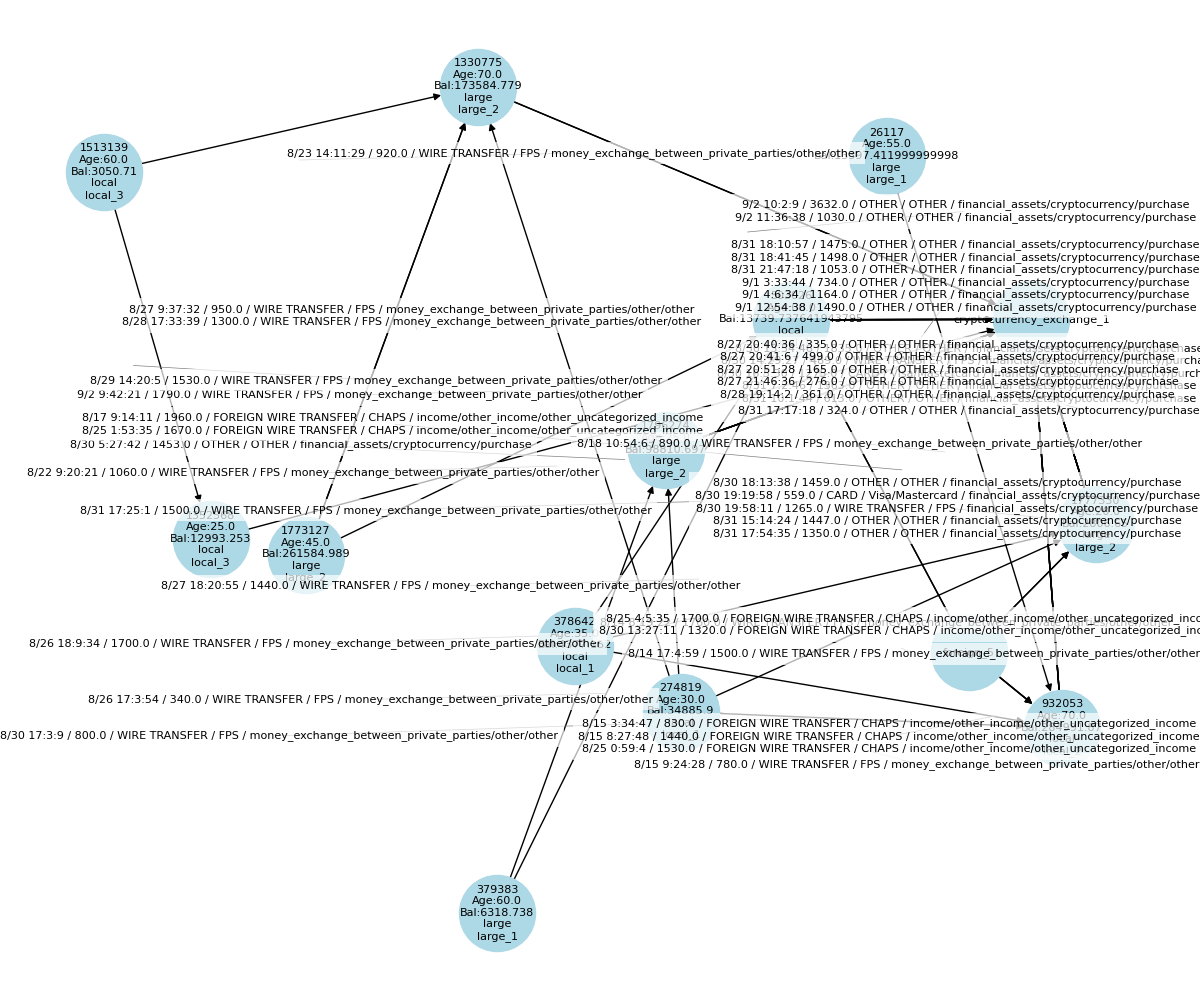 1330775
Age:70.0
Bal:173584.779
large
large_2
1513139
Age:60.0
Bal:3050.71
local
local_3
26117
Age:55.0
7.411999999998
large
large_1
8/23 14:11:29 / 920.0 / WIRE TRANSFER / FPS / money_exchange_between_private_parties/other/other
9/2 10:2:9 / 3632.0 / OTHER / OTHER / financial_assets/cryptocurrency/purchase
9/2 11:36:38 / 1030.0 / OTHER / OTHER / financial_assets/cryptocurrency/purchase
8/31 18:10:57 / 1475.0 / OTHER / OTHER / financial_assets/cryptocurrency/purchase
8/31 18:41:45 / 1498.0 / OTHER / OTHER / financial_assets/cryptocurrency/purchase
8/31 21:47:18 / 1053.0 / OTHER / OTHER / financial_assets/cryptocurrency/purchase
9/1 3:33:44 / 734.0 / OTHER / OTHER / financial_assets/cryptocurrency/purchase
9/1 4:6:34 / 1164.0 / OTHER / OTHER / financial_assets/cryptocurrency/purchase
9/1 12:54:38 / 1490.0 / OTHER / OTHER / financial_assets/cryptocurrency/purchase
local
cryptocurrency_exchange_1
8/27 9:37:32 / 950.0 / WIRE TRANSFER / FPS / money_exchange_between_private_parties/other/other
8/28 17:33:39 / 1300.0 / WIRE TRANSFER / FPS / money_exchange_between_private_parties/other/other
8/27 20:40:36 / 335.0 / OTHER / OTHER / financial_assets/cryptocurrency/purchase
8/27 20:41:6 / 499.0 / OTHER / OTHER / financial_assets/cryptocurrency/purchase
8/27 20:51:28 / 165.0 / OTHER / OTHER / financial_assets/cryptocurrency/purchase
8/27 21:46:36 / 276.0 / OTHER / OTHER / financial_assets/cryptocurrency/purchase
8/28 19:14:2 / 361.0 / OTHER / OTHER / financial_assets/cryptocurrency/purchase
8/31 17:17:18 / 324.0 / OTHER / OTHER / financial_assets/cryptocurrency/purchase
8/29 14:20:5 / 1530.0 / WIRE TRANSFER / FPS / money_exchange_between_private_parties/other/other
9/2 9:42:21 / 1790.0 / WIRE TRANSFER / FPS / money_exchange_between_private_parties/other/other
8/17 9:14:11 / 1960.0 / FOREIGN WIRE TRANSFER / CHAPS / income/other_income/other_uncategorized_income
8/25 1:53:35 / 1670.0 / FOREIGN WIRE TRANSFER / CHAPS / income/other_income/other_uncategorized_income
8/30 5:27:42 / 1453.0 / OTHER / OTHER / financial_assets/cryptocurrency/purchase
8/18 10:54:6 / 890.0 / WIRE TRANSFER / FPS / money_exchange_between_private_parties/other/other
Bal:98810.697
large
large_2
8/22 9:20:21 / 1060.0 / WIRE TRANSFER / FPS / money_exchange_between_private_parties/other/other
8/30 18:13:38 / 1459.0 / OTHER / OTHER / financial_assets/cryptocurrency/purchase
8/30 19:19:58 / 559.0 / CARD / Visa/Mastercard / financial_assets/cryptocurrency/purchase
8/30 19:58:11 / 1265.0 / WIRE TRANSFER / FPS / financial_assets/cryptocurrency/purchase
8/31 15:14:24 / 1447.0 / OTHER / OTHER / financial_assets/cryptocurrency/purchase
8/31 17:54:35 / 1350.0 / OTHER / OTHER / financial_assets/cryptocurrency/purchase
large_2
8/31 17:25:1 / 1500.0 / WIRE TRANSFER / FPS / money_exchange_between_private_parties/other/other
Age:25.0
Bal:12993.253
local
local_3
1773127
Age:45.0
Bal:261584.989
large
8/27 18:20:55 / 1440.0 / WIRE TRANSFER / FPS / money_exchange_between_private_parties/other/other
378642
Age:35
local
local_1
8/25 4:5:35 / 1700.0 / FOREIGN WIRE TRANSFER / CHAPS / income/other_income/other_uncategorized_inc
8/30 13:27:11 / 1320.0 / FOREIGN WIRE TRANSFER / CHAPS / income/other_income/other_uncategorized_inc
8/26 18:9:34 / 1700.0 / WIRE TRANSFER / FPS / money_exchange_between_private_parties/other/other
8/14 17:4:59 / 1500.0 / WIRE TRANSFER / FPS / money_exchange_between_private_parties/other/other
274819
Age:30.0
Bal:34885.9
8/26 17:3:54 / 340.0 / WIRE TRANSFER / FPS / money_exchange_between_private_parties/other/other
932053
Age:70.0
8/15 3:34:47 / 830.0 / FOREIGN WIRE TRANSFER / CHAPS / income/other_income/other_uncategorized_income
8/15 8:27:48 / 1440.0 / FOREIGN WIRE TRANSFER / CHAPS / income/other_income/other_uncategorized_income
8/25 0:59:4 / 1530.0 / FOREIGN WIRE TRANSFER / CHAPS / income/other_income/other_uncategorized_income
8/30 17:3:9 / 800.0 / WIRE TRANSFER / FPS / money_exchange_between_private_parties/other/other
8/15 9:24:28 / 780.0 / WIRE TRANSFER / FPS / money_exchange_between_private_parties/other/other
379383
Age:60.0
Bal:6318.738
large
large_1